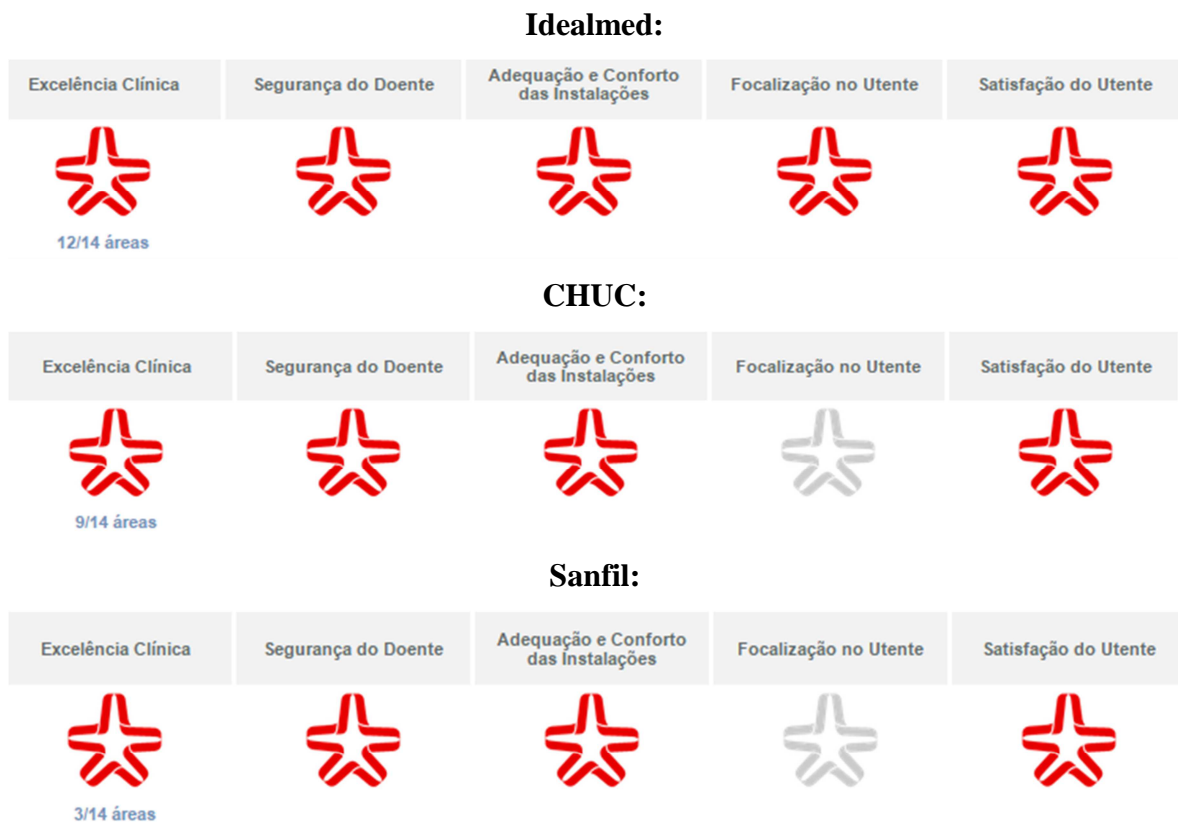 Idealmed:
Excelência Clínica
Segurança do Doente
Adequação e Conforto
das Instalações
Focalização no Utente
Satisfação do Utente
12/14 áreas
CHUC:
Excelência Clínica
Segurança do Doente
Adequação e Conforto
das Instalações
Focalização no Utente
Satisfação do Utente
9/14 áreas
Sanfil:
Excelência Clínica
Segurança do Doente
Adequação e Conforto
das Instalações
Focalização no Utente
Satisfação do Utente
3/14 áreas